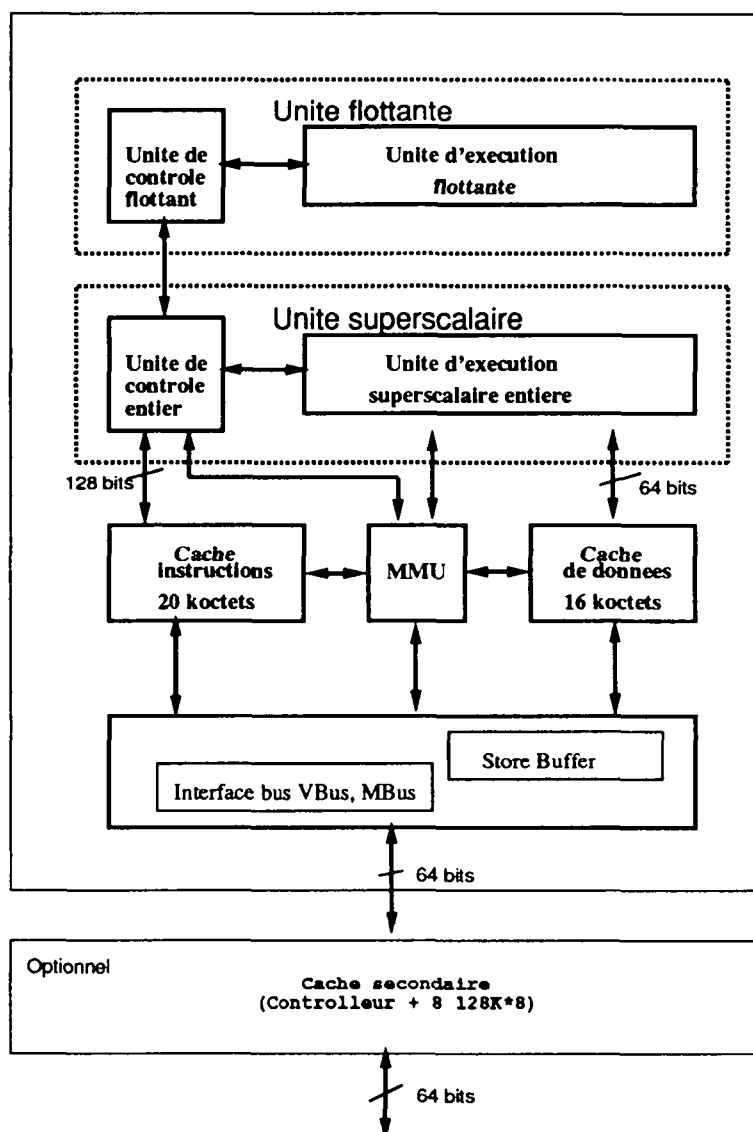 Unite flottante
Unite de
controle
flottant
Unite d'execution
flottante
Unite superscalaire
Unite de
controle
entier
Unite d'execution
superscalaire entiere
128 bits
64 bits
Cache
instructions
20 koctets
MMU
Cache
de donnees
16 koctets
Store Buffer
Interface bus VBus, MBus
64 bits
Optionnel
Cache secondaire
(Controlleur + 8 128K*8)
64 bits